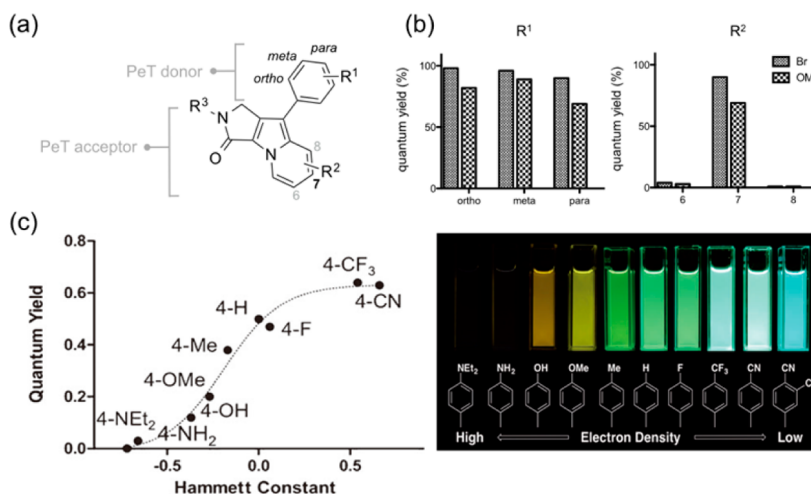 (a)
PeT donor
PeT acceptor
ortho
meta
para
R1
R3
N
O
N
R2
8
7
6
(b)
R1
quantum yield (%)
100
50
0
ortho
meta
para
R2
quantum yield (%)
100
50
0
6
7
8
Br
OM
(c)
Quantum Yield
0.8
0.6
0.4
0.2
0.0
4-CF3
4-CN
4-H
4-F
4-Me
4-OMe
4-OH
4-NEt2
4-NH2
-0.5
0.0
0.5
Hammett Constant
NEt2 NH2 OH OMe Me H F CF3 CN CN
C
High Electron Density Low